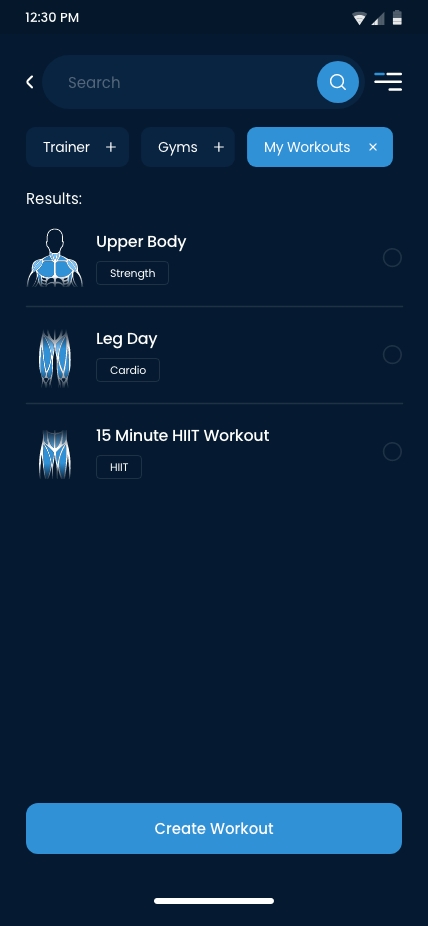 12:30 PM
Search
Trainer + Gyms + My Workouts ×
Results:
Upper Body
Strength
Leg Day
Cardio
15 Minute HIIT Workout
HIIT
Create Workout